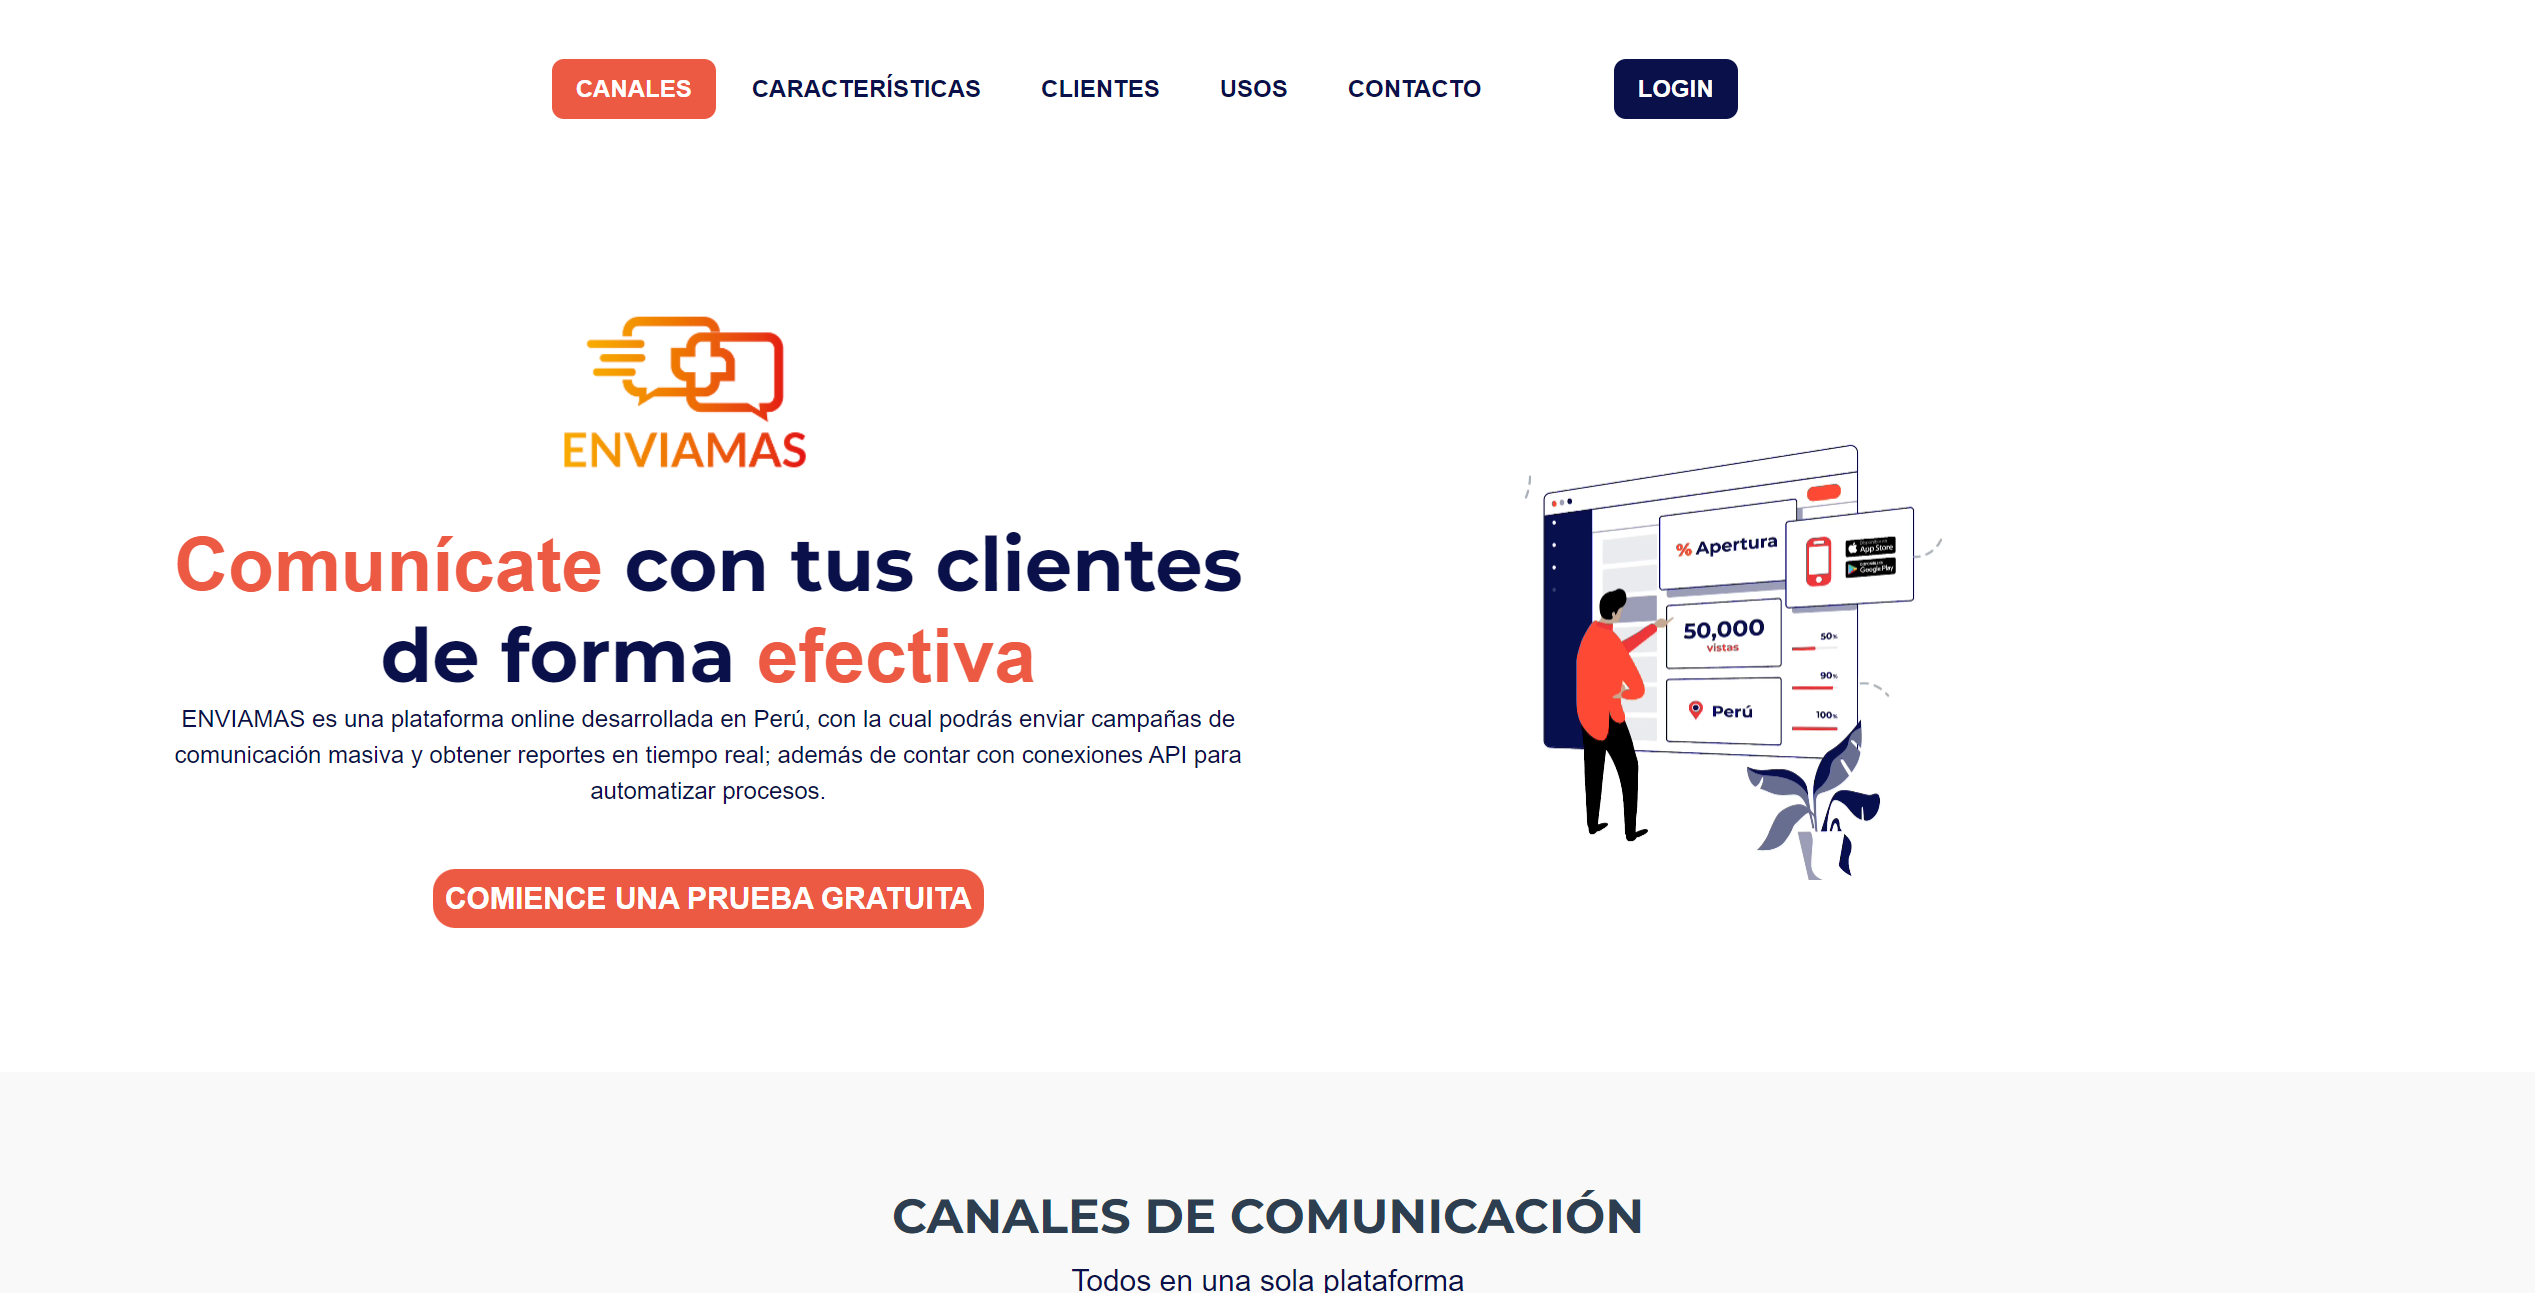 CANALES CARACTERÍSTICAS CLIENTES USOS CONTACTO LOGIN
ENVIAMAS
Comunícate con tus clientes
de forma efectiva
ENVIAMAS es una plataforma online desarrollada en Perú, con la cual podrás enviar campañas de
comunicación masiva y obtener reportes en tiempo real; además de contar con conexiones API para
automatizar procesos.
COMIENCE UNA PRUEBA GRATUITA
% Apertura
App Store
Google Play
50,000
vistas
Perú
50%
90%
100%
CANALES DE COMUNICACIÓN
Todos en una sola plataforma